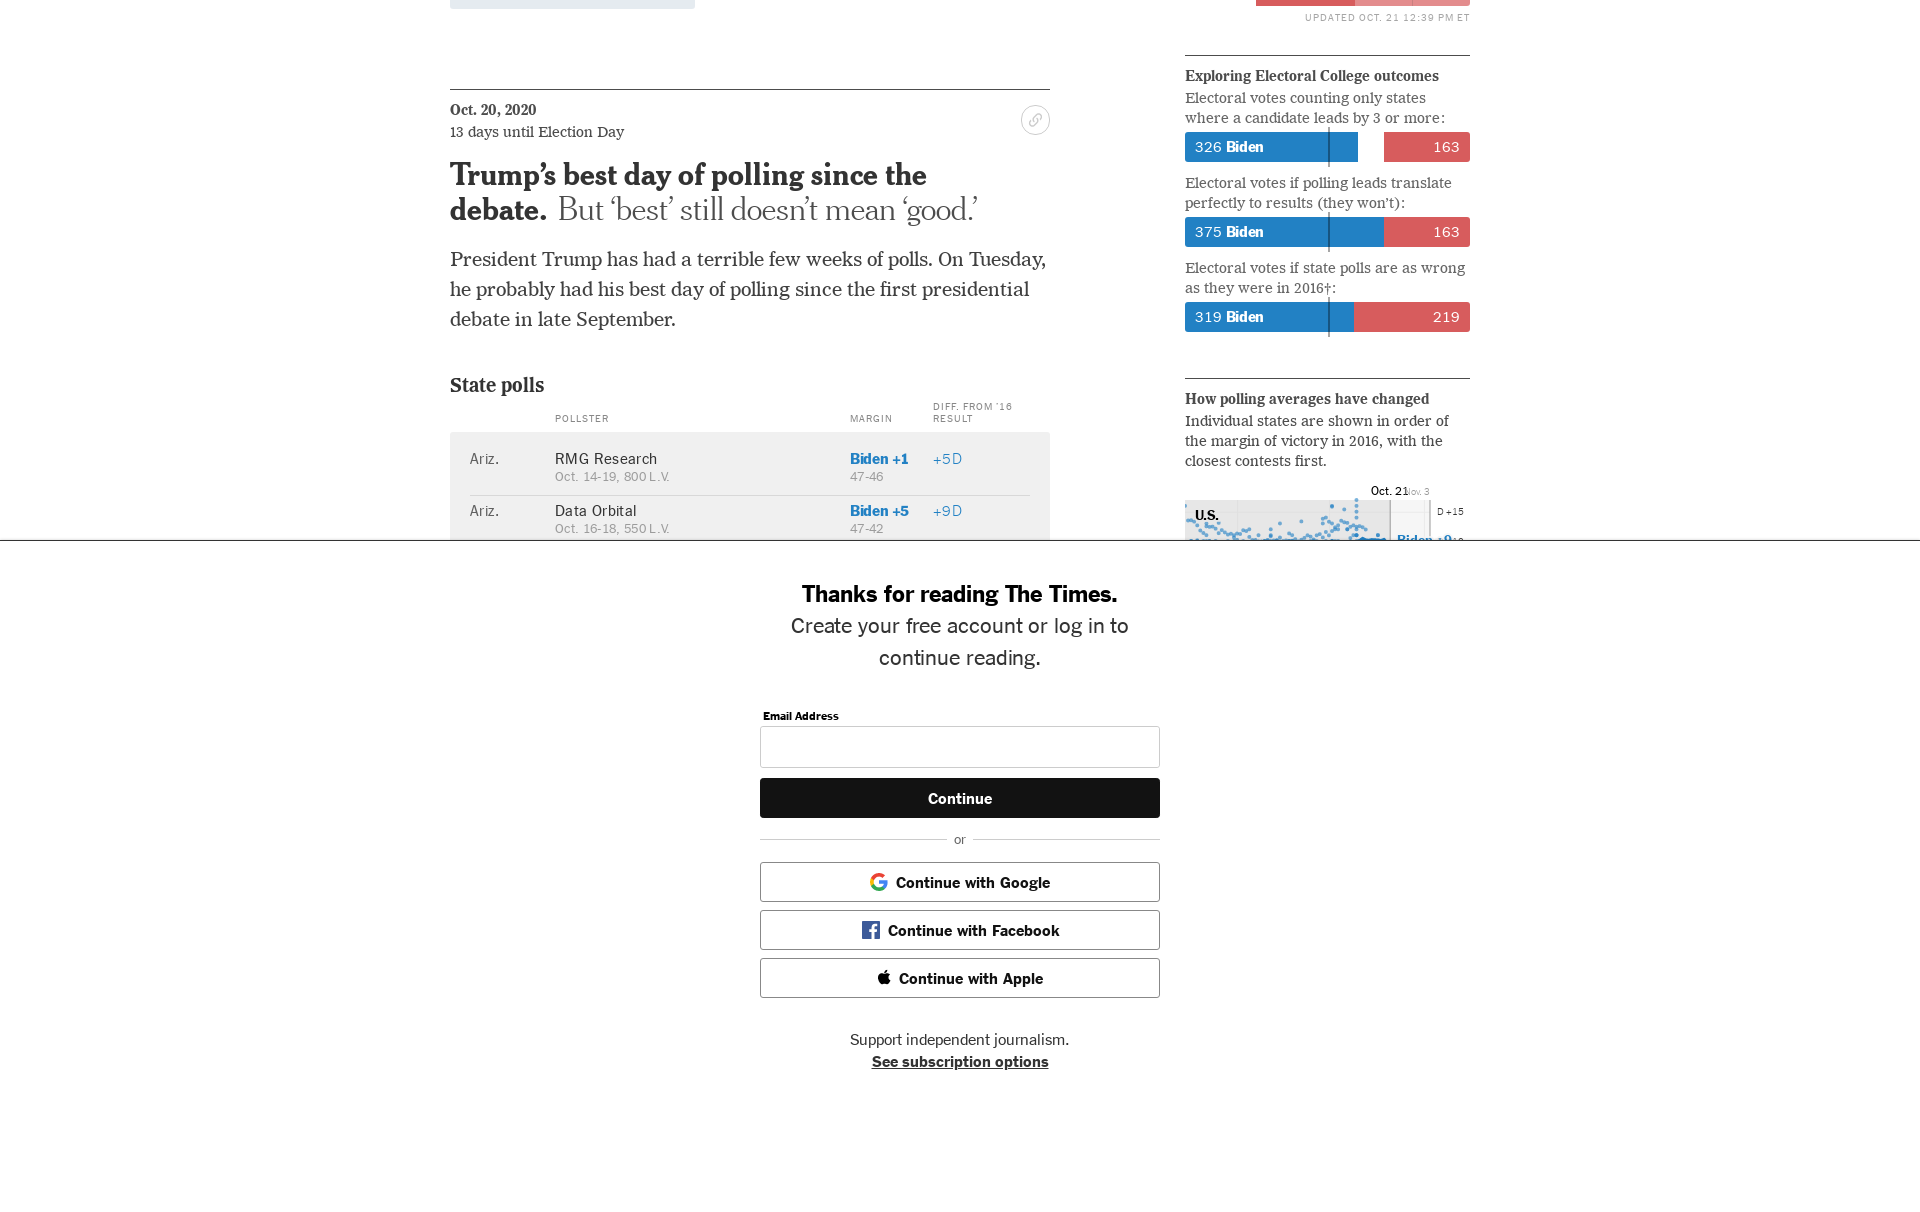 UPDATED OCT. 21 12:39 PM ET
Oct. 20, 2020
13 days until Election Day
Trump’s best day of polling since the
debate. But ‘best’ still doesn’t mean ‘good.’
President Trump has had a terrible few weeks of polls. On Tuesday,
he probably had his best day of polling since the first presidential
debate in late September.
State polls
POLLSTER
MARGIN
DIFF. FROM ’16
RESULT
Ariz.
RMG Research
Biden +1
+5D
Oct. 14-19, 800 L.V.
47-46
Ariz.
Data Orbital
Biden +5
+9D
Oct. 16-18, 550 L.V.
47-42
Exploring Electoral College outcomes
Electoral votes counting only states
where a candidate leads by 3 or more:
326 Biden
163
Electoral votes if polling leads translate
perfectly to results (they won’t):
375 Biden
163
Electoral votes if state polls are as wrong
as they were in 2016†:
319 Biden
219
How polling averages have changed
Individual states are shown in order of
the margin of victory in 2016, with the
closest contests first.
Oct. 21
Nov. 3
U.S.
D +15
Biden +9
Thanks for reading The Times.
Create your free account or log in to
continue reading.
Email Address
Continue
or
Continue with Google
Continue with Facebook
Continue with Apple
Support independent journalism.
See subscription options